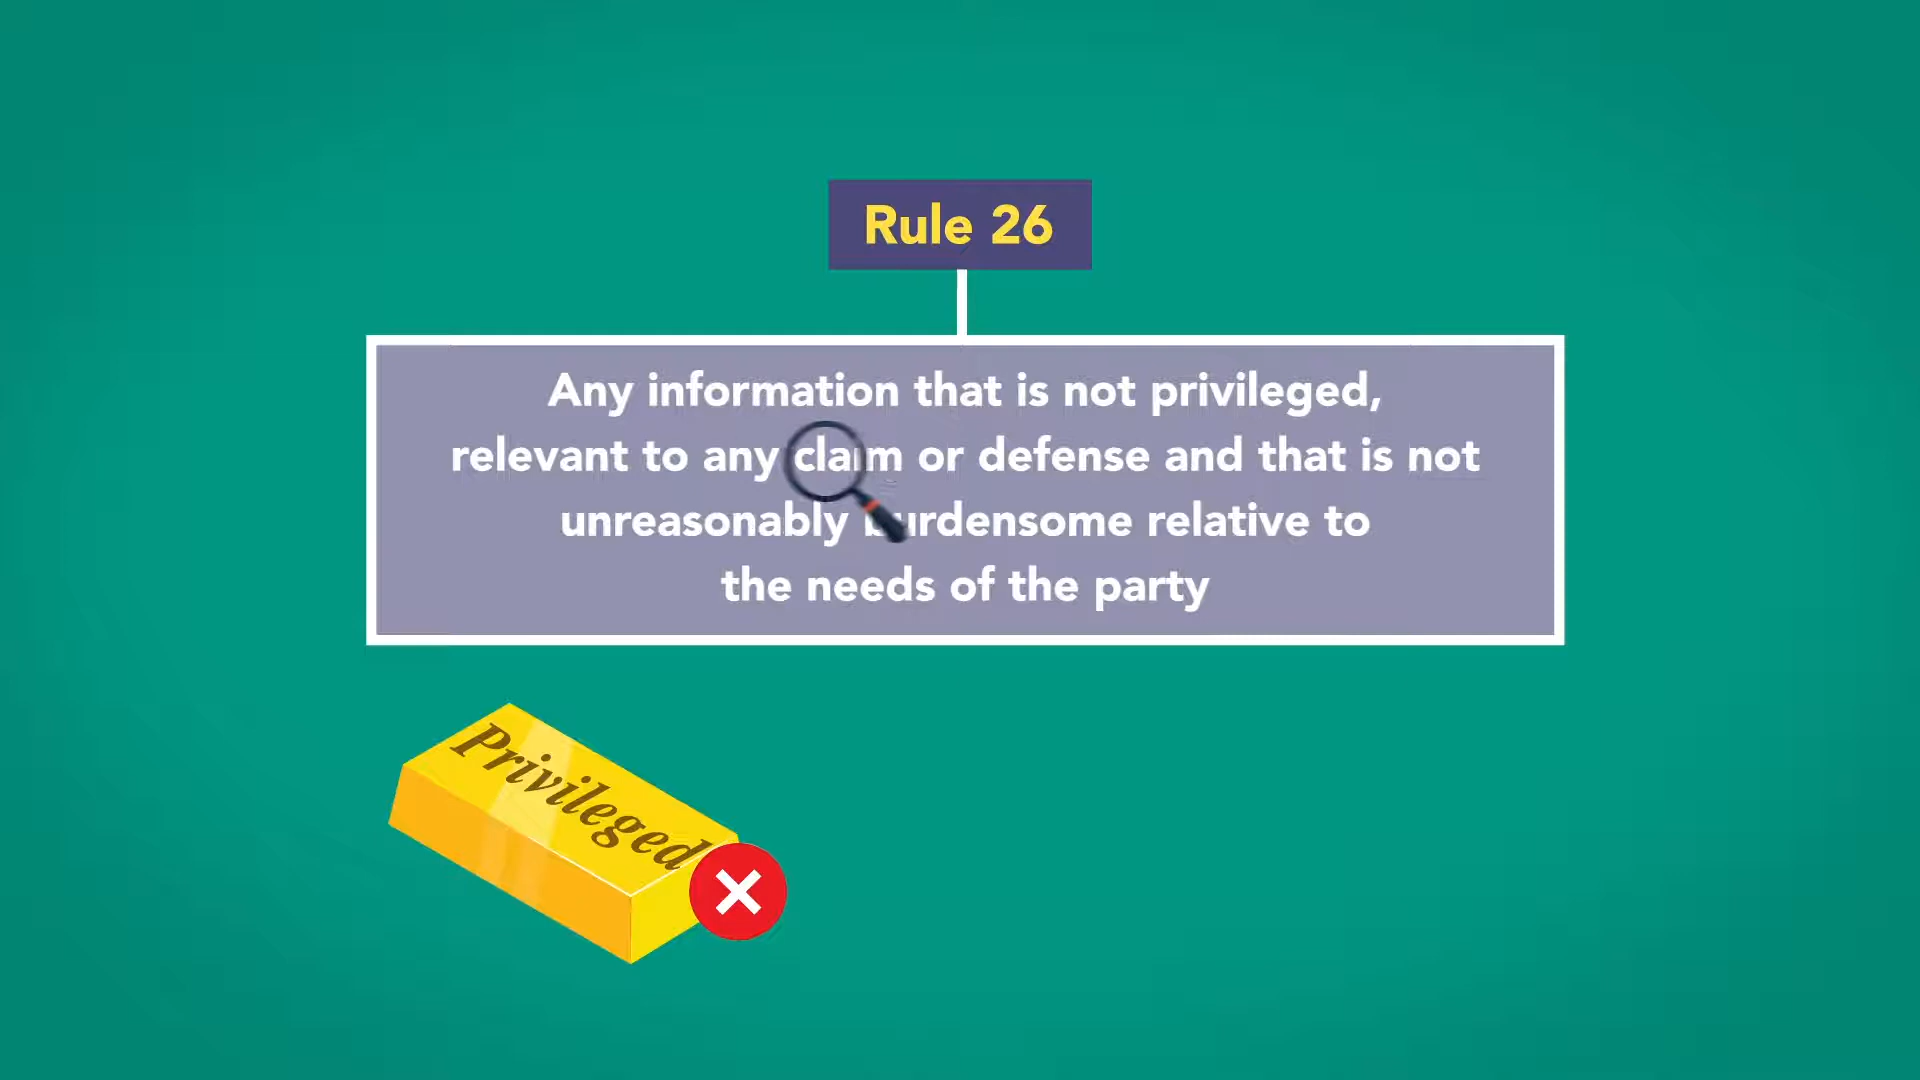 Rule 26
Any information that is not privileged,
relevant to any claim or defense and that is not
unreasonably burdensome relative to
the needs of the party
Privileged